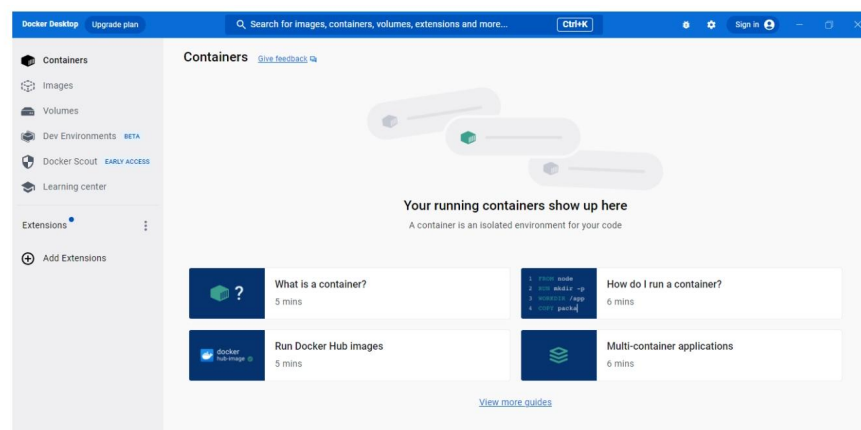 Docker Desktop Upgrade plan Search for images, containers, volumes, extensions and more... Ctrl+K Sign in
Containers
Images
Volumes
Dev Environments BETA
Docker Scout EARLY ACCESS
Learning center
Extensions
Add Extensions
Containers Give feedback
Your running containers show up here
A container is an isolated environment for your code
?
What is a container?
5 mins
1 FROM node
2 RUN mkdir -p
3 WORKDIR /app
4 COPY packa
How do I run a container?
6 mins
docker
hub-image
Run Docker Hub images
5 mins
Multi-container applications
6 mins
View more guides